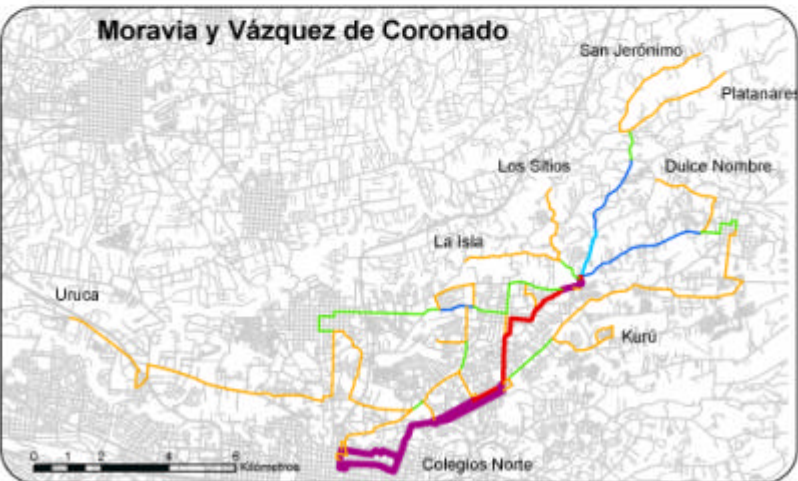 Moravia y Vázquez de Coronado
San Jerónimo
Platanares
Los Sitios
Dulce Nombre
La Isla
Uruca
Kurú
0 1 2 4 6
Kilómetros
Colegios Norte